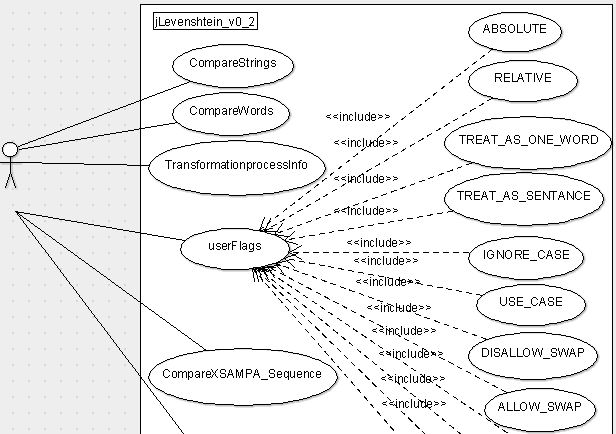 jLevenshtein_v0_2
ABSOLUTE
CompareStrings
RELATIVE
CompareWords
<<include>>
<<include>>
TREAT_AS_ONE_WORD
TransformationprocessInfo
<<include>>
TREAT_AS_SENTANCE
<<include>>
userFlags
<<include>>
IGNORE_CASE
<<include>>
USE_CASE
<<include>>
<<include>>
DISALLOW_SWAP
<<include>>
CompareXSAMPA_Sequence
<<include>>
ALLOW_SWAP
<<include>>